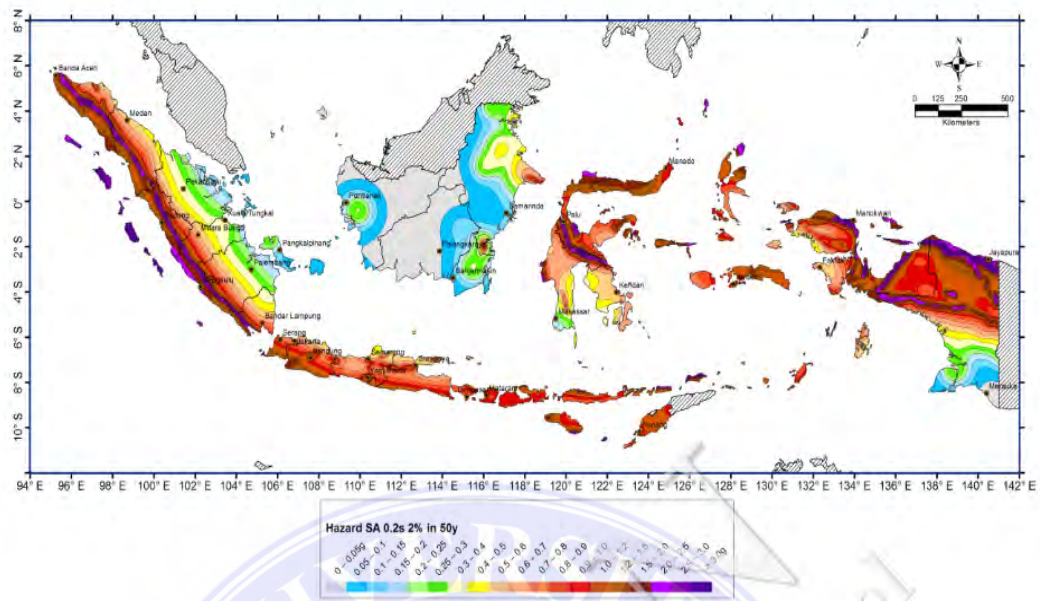 8° N
6° N
4° N
2° N
0°
2° S
4° S
6° S
8° S
10° S
Banda Aceh
Medan
Pekanbaru
Kuala Tungkal
Muara Bungo
Pangkalpinang
Palembang
Bengkulu
Bandar Lampung
Serang
Jakarta
Bandung
Semarang
Surabaya
Mataram
Pontianak
Samarinda
Palangkaraya
Banjarmasin
Manado
Palu
Kendari
Makassar
Kupang
Manokwari
Jayapura
Merauke
N
W E
S
0 125 250 500
Kilometers
94° E 96° E 98° E 100° E 102° E 104° E 106° E 108° E 110° E 112° E 114° E 116° E 118° E 120° E 122° E 124° E 126° E 128° E 130° E 132° E 134° E 136° E 138° E 140° E 142° E
Hazard SA 0.2s 2% in 50y
0 - 0.05g 0.05 - 0.1 0.1 - 0.15 0.15 - 0.2 0.2 - 0.25 0.25 - 0.3 0.3 - 0.4 0.4 - 0.5 0.5 - 0.6 0.6 - 0.7 0.7 - 0.8 0.8 - 0.9